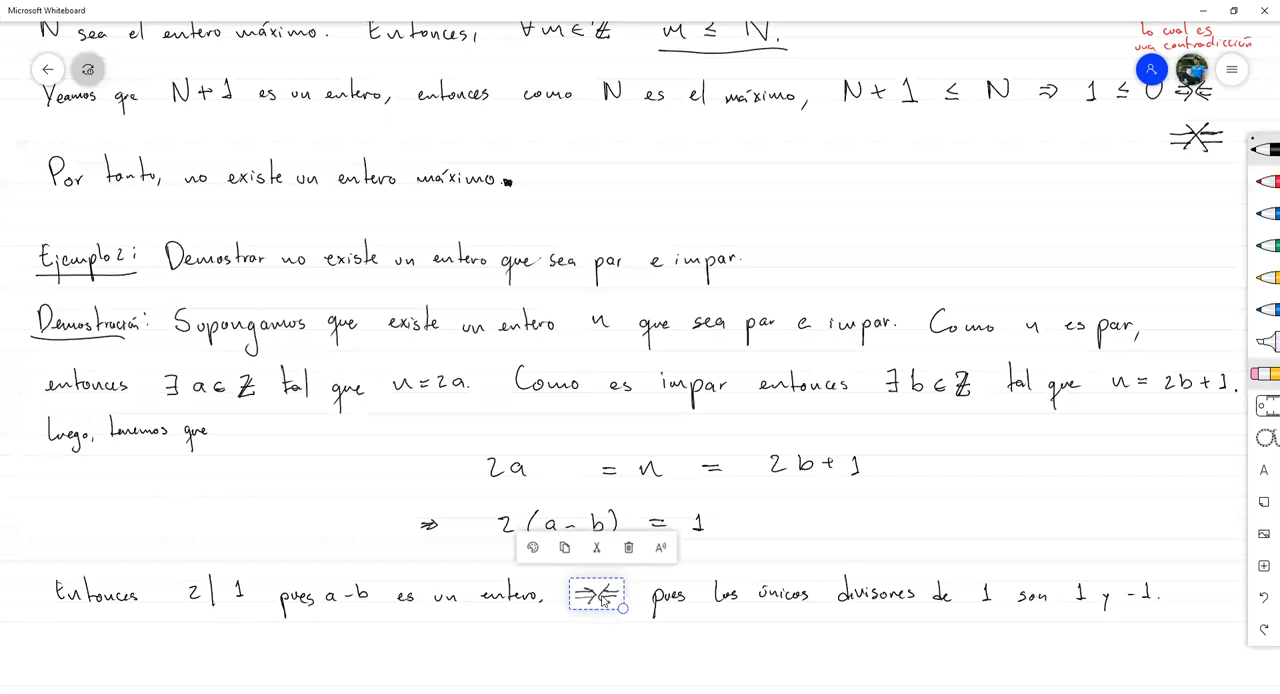 Microsoft Whiteboard
N sea el entero máximo. Entonces, ∀m∈ℤ m ≤ N.
lo cual es
una contradicción
Veamos que N+1 es un entero, entonces como N es el máximo, N+1 ≤ N ⇒ 1 ≤ 0 ⇒⇐
⇒⇐
Por tanto, no existe un entero máximo.
Ejemplo 2: Demostrar no existe un entero que sea par e impar.
Demostración: Supongamos que existe un entero n que sea par e impar. Como n es par,
entonces ∃ a∈ℤ tal que n=2a. Como es impar entonces ∃ b∈ℤ tal que n = 2b+1.
luego, tenemos que
2a = n = 2b+1
⇒ 2(a-b) = 1
Entonces 2|1 pues a-b es un entero, ⇒⇐ pues los únicos divisores de 1 son 1 y -1.